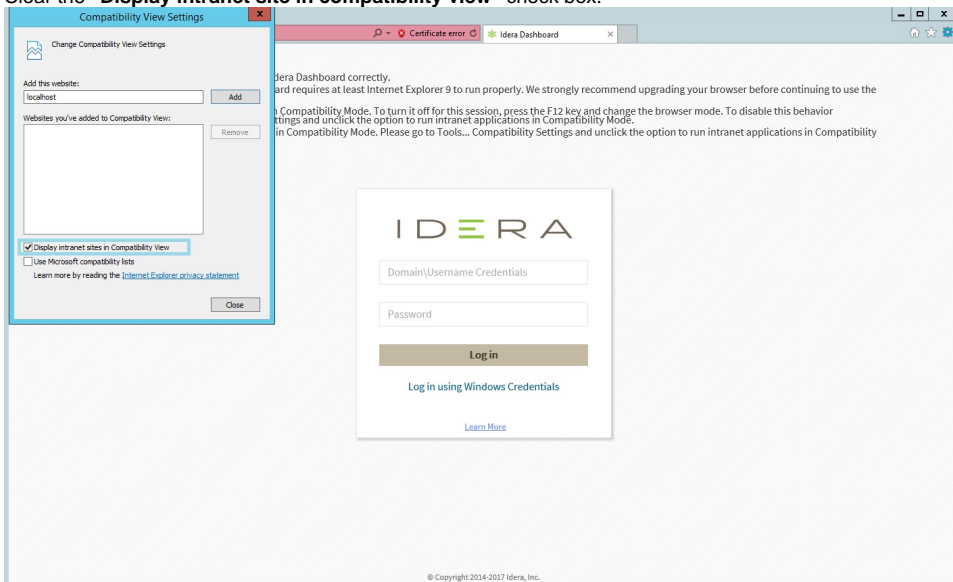 Clear the "Display intranet site in compatibility view" check box.
Compatibility View Settings
X
Change Compatibility View Settings
Add this website:
localhost
Add
Websites you've added to Compatibility View:
Remove
Display intranet sites in Compatibility View
Use Microsoft compatibility lists
Learn more by reading the Internet Explorer privacy statement
Close
Certificate error
Idera Dashboard
dera Dashboard correctly.
ard requires at least Internet Explorer 9 to run properly. We strongly recommend upgrading your browser before continuing to use the
Compatibility Mode. To turn it off for this session, press the F12 key and change the browser mode. To disable this behavior
ttings and unclick the option to run intranet applications in Compatibility Mode.
in Compatibility Mode. Please go to Tools... Compatibility Settings and unclick the option to run intranet applications in Compatibility
IDERA
Domain\Username Credentials
Password
Log in
Log in using Windows Credentials
Learn More
© Copyright 2014-2017 Idera, Inc.